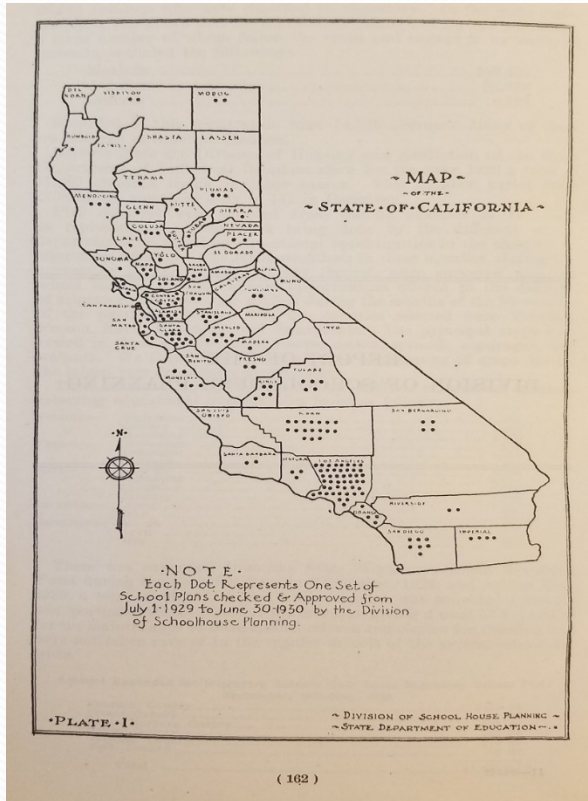 ~ MAP ~
~ OF THE ~
~ STATE • OF • CALIFORNIA ~
DEL NORTE
SISKIYOU
MODOC
HUMBOLDT
TRINITY
SHASTA
LASSEN
TEHAMA
PLUMAS
MENDOCINO
GLENN
BUTTE
SIERRA
COLUSA
SUTTER
YUBA
NEVADA
PLACER
LAKE
EL DORADO
SONOMA
NAPA
YOLO
SACRAMENTO
AMADOR
ALPINE
SOLANO
CALAVERAS
MONO
CONTRA COSTA
SAN JOAQUIN
TUOLUMNE
SAN FRANCISCO
ALAMEDA
STANISLAUS
MARIPOSA
SAN MATEO
SANTA CLARA
MERCED
INYO
SANTA CRUZ
MADERA
SAN BENITO
FRESNO
MONTEREY
KINGS
TULARE
SAN LUIS OBISPO
KERN
SAN BERNARDINO
SANTA BARBARA
VENTURA
LOS ANGELES
RIVERSIDE
ORANGE
SAN DIEGO
IMPERIAL
• N •
• NOTE •
Each Dot Represents One Set of
School Plans checked & Approved from
July 1-1929 to June 30-1930 by the Division
of Schoolhouse Planning.
• PLATE • I •
~ DIVISION OF SCHOOL HOUSE PLANNING ~
~ STATE DEPARTMENT OF EDUCATION ~
( 162 )